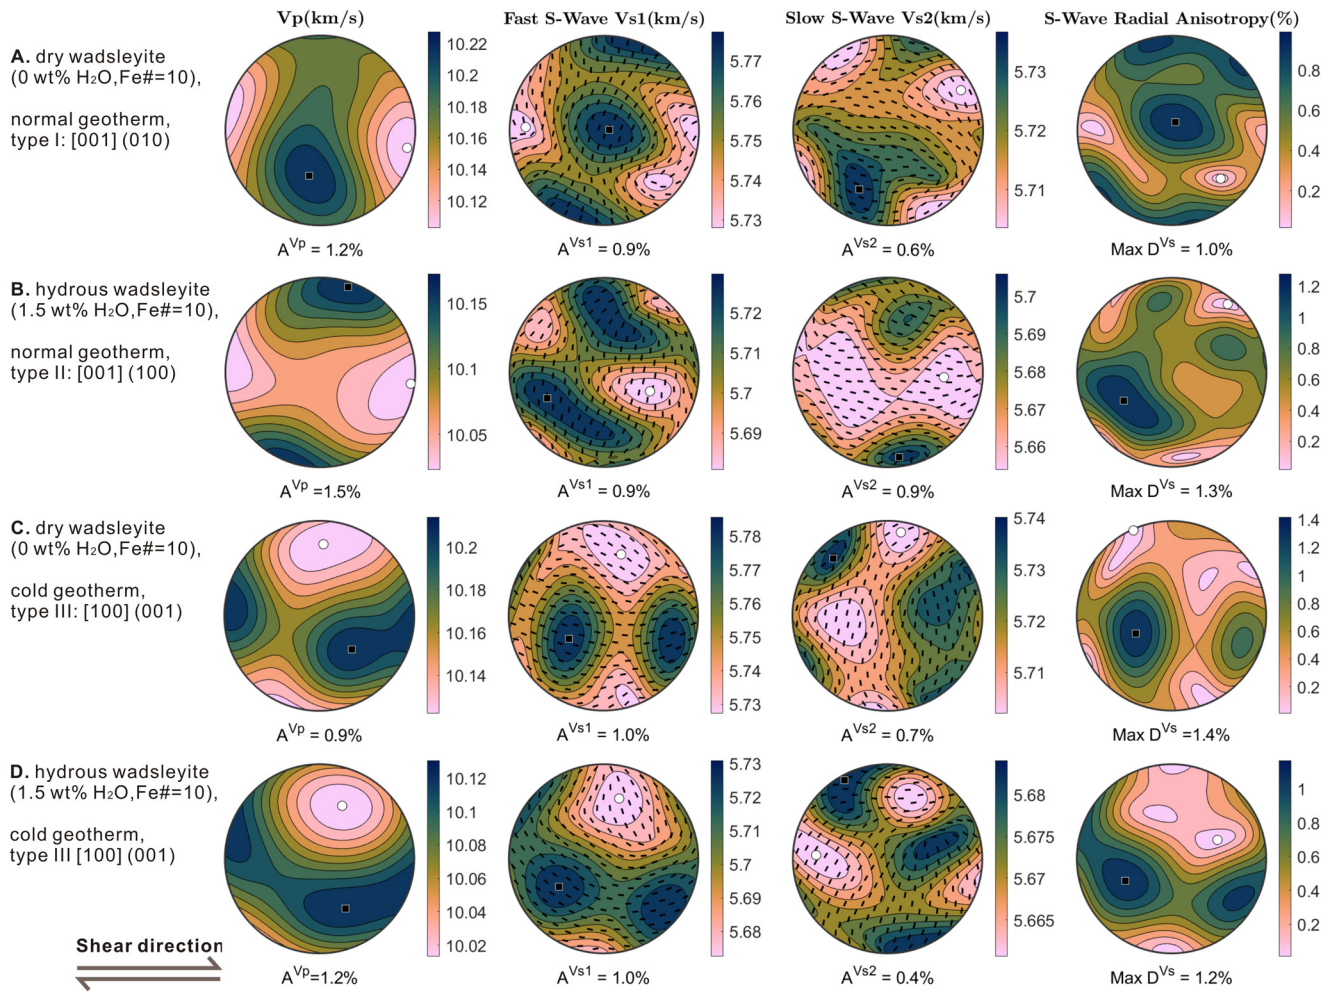 Vp(km/s)
Fast S-Wave Vs1(km/s)
Slow S-Wave Vs2(km/s)
S-Wave Radial Anisotropy(%)
A. dry wadsleyite
(0 wt% H₂O,Fe#=10),
normal geotherm,
type I: [001] (010)
10.22
10.2
10.18
10.16
10.14
10.12
5.77
5.76
5.75
5.74
5.73
5.73
5.72
5.71
0.8
0.6
0.4
0.2
A^Vp = 1.2%
A^Vs1 = 0.9%
A^Vs2 = 0.6%
Max D^Vs = 1.0%
B. hydrous wadsleyite
(1.5 wt% H₂O,Fe#=10),
normal geotherm,
type II: [001] (100)
10.15
10.1
10.05
5.72
5.71
5.7
5.69
5.7
5.69
5.68
5.67
5.66
1.2
1
0.8
0.6
0.4
0.2
A^Vp =1.5%
A^Vs1 = 0.9%
A^Vs2 = 0.9%
Max D^Vs = 1.3%
C. dry wadsleyite
(0 wt% H₂O,Fe#=10),
cold geotherm,
type III: [100] (001)
10.2
10.18
10.16
10.14
5.78
5.77
5.76
5.75
5.74
5.73
5.74
5.73
5.72
5.71
1.4
1.2
1
0.8
0.6
0.4
0.2
A^Vp = 0.9%
A^Vs1 = 1.0%
A^Vs2 = 0.7%
Max D^Vs =1.4%
D. hydrous wadsleyite
(1.5 wt% H₂O,Fe#=10),
cold geotherm,
type III [100] (001)
10.12
10.1
10.08
10.06
10.04
10.02
5.73
5.72
5.71
5.7
5.69
5.68
5.68
5.675
5.67
5.665
1
0.8
0.6
0.4
0.2
Shear direction
A^Vp=1.2%
A^Vs1 = 1.0%
A^Vs2 = 0.4%
Max D^Vs = 1.2%